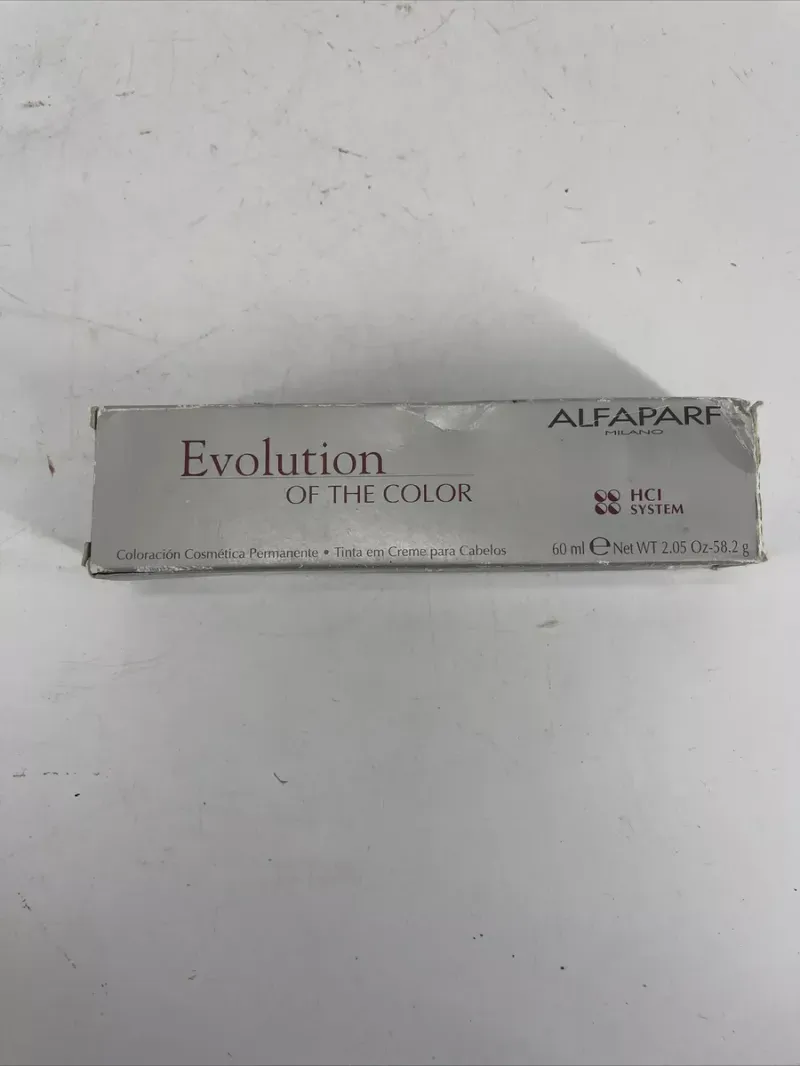 ALFAPARF
MILANO
Evolution
OF THE COLOR
HCI
SYSTEM
Coloración Cosmética Permanente • Tinta em Creme para Cabelos
60 ml ℮ Net WT 2.05 Oz-58.2 g